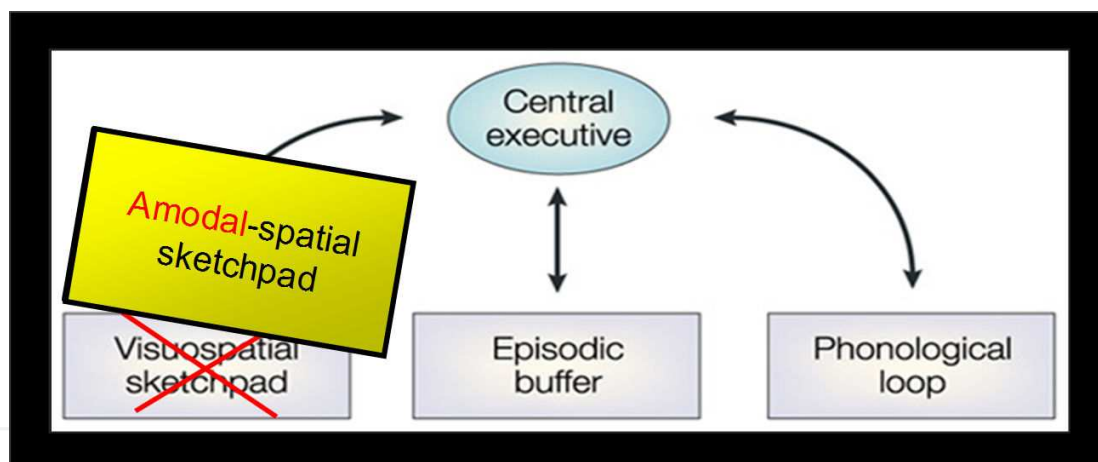 Central
executive
Amodal-spatial
sketchpad
Visuospatial
sketchpad
Episodic
buffer
Phonological
loop